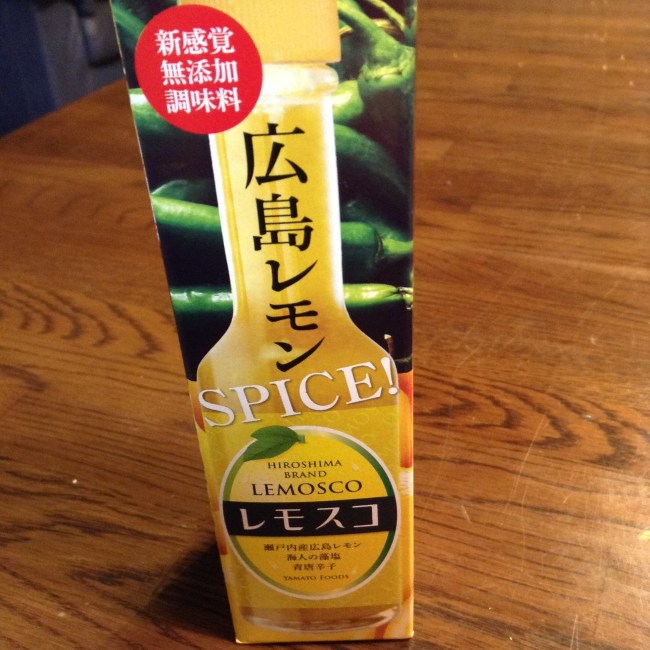 新感覚
無添加
調味料
広島レモン
SPICE!
HIROSHIMA
BRAND
LEMOSCO
レモスコ
瀬戸内産広島レモン
海人の藻塩
青唐辛子
YAMATO FOODS